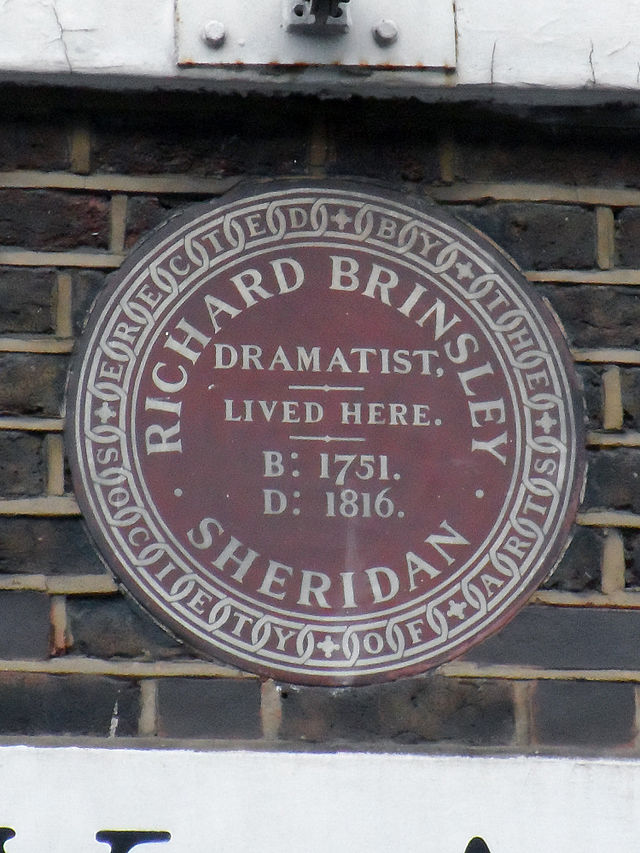 ERECTED BY THE SOCIETY OF ARTS
RICHARD BRINSLEY
DRAMATIST,
LIVED HERE.
B: 1751.
D: 1816.
SHERIDAN